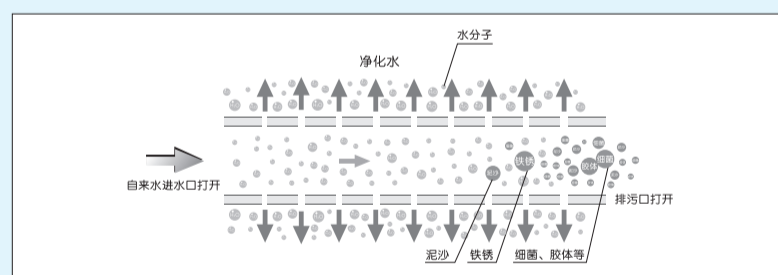 水分子
净化水
泥沙
铁锈
胶体
细菌
自来水进水口打开
排污口打开
泥沙
铁锈
细菌、胶体等